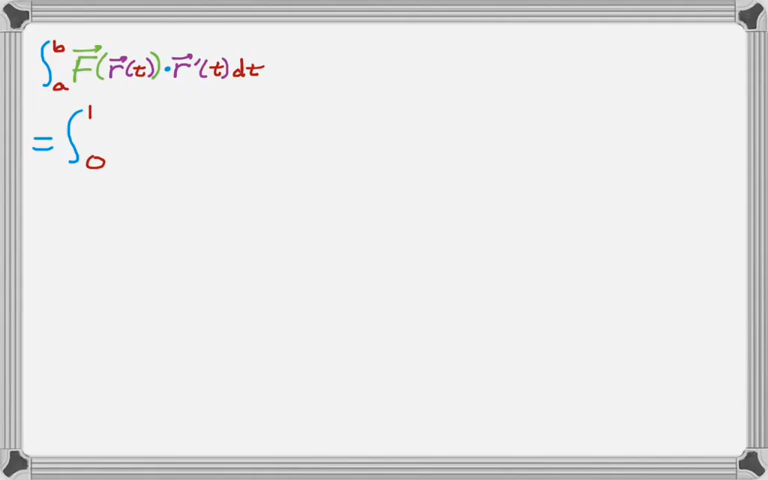 ∫_a^b F⃗(r⃗(t))·r⃗'(t)dt
= ∫_0^1